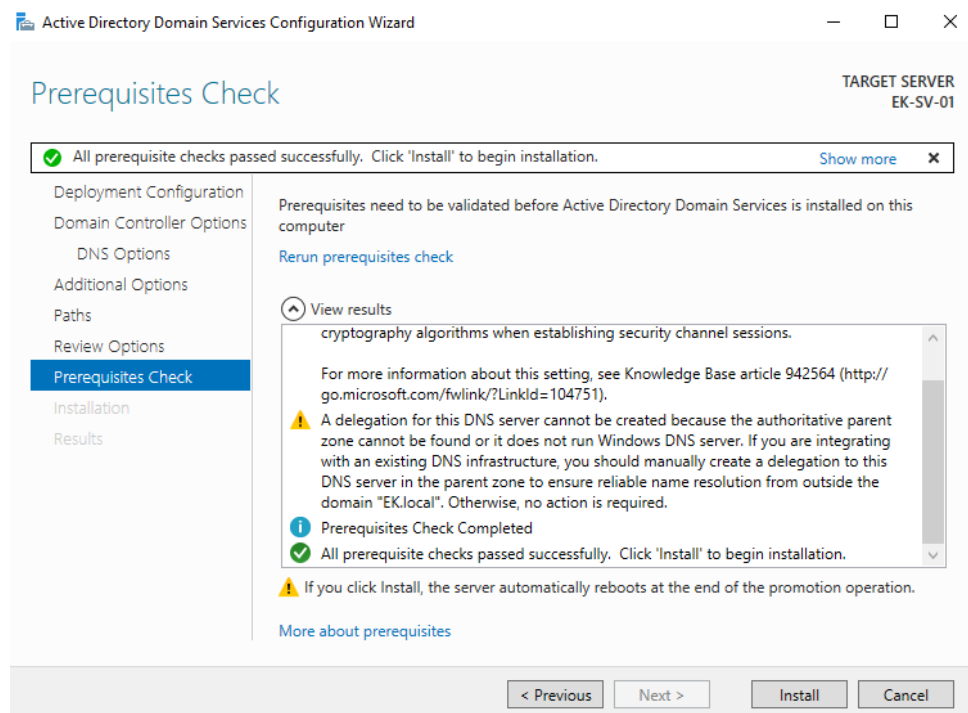 Active Directory Domain Services Configuration Wizard
Prerequisites Check
TARGET SERVER
EK-SV-01
All prerequisite checks passed successfully.  Click 'Install' to begin installation.
Show more
Deployment Configuration
Domain Controller Options
DNS Options
Additional Options
Paths
Review Options
Prerequisites Check
Installation
Results
Prerequisites need to be validated before Active Directory Domain Services is installed on this
computer
Rerun prerequisites check
View results
cryptography algorithms when establishing security channel sessions.
For more information about this setting, see Knowledge Base article 942564 (http://
go.microsoft.com/fwlink/?LinkId=104751).
A delegation for this DNS server cannot be created because the authoritative parent
zone cannot be found or it does not run Windows DNS server. If you are integrating
with an existing DNS infrastructure, you should manually create a delegation to this
DNS server in the parent zone to ensure reliable name resolution from outside the
domain "EK.local". Otherwise, no action is required.
Prerequisites Check Completed
All prerequisite checks passed successfully.  Click 'Install' to begin installation.
If you click Install, the server automatically reboots at the end of the promotion operation.
More about prerequisites
< Previous
Next >
Install
Cancel